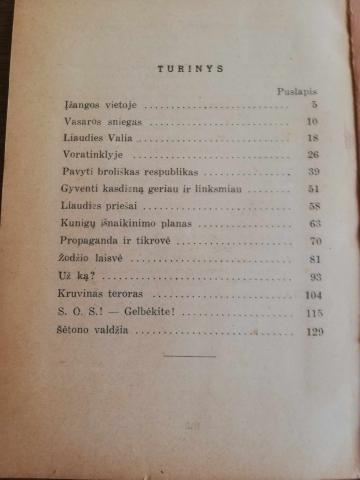 TURINYS
Puslapis
Įžangos vietoje 5
Vasaros sniegas 10
Liaudies Valia 18
Voratinklyje 26
Pavyti broliškas respublikas 39
Gyventi kasdieną geriau ir linksmiau 51
Liaudies priešai 58
Kunigų išnaikinimo planas 63
Propaganda ir tikrovė 70
Žodžio laisvė 81
Už ką? 93
Kruvinas teroras 104
S. O. S.! — Gelbėkite! 115
Šėtono valdžia 129